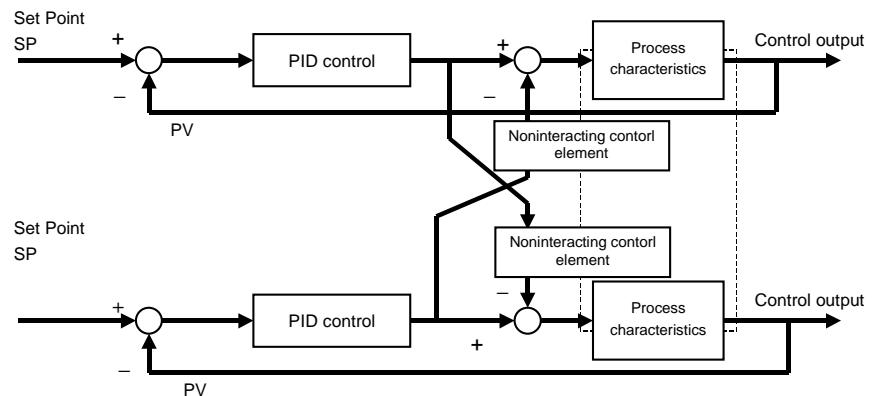 Set Point
SP
+
−
PID control
+
−
Process
characteristics
Control output
PV
Noninteracting contorl
element
Set Point
SP
Noninteracting contorl
element
−
+
−
PID control
+
Process
characteristics
Control output
PV